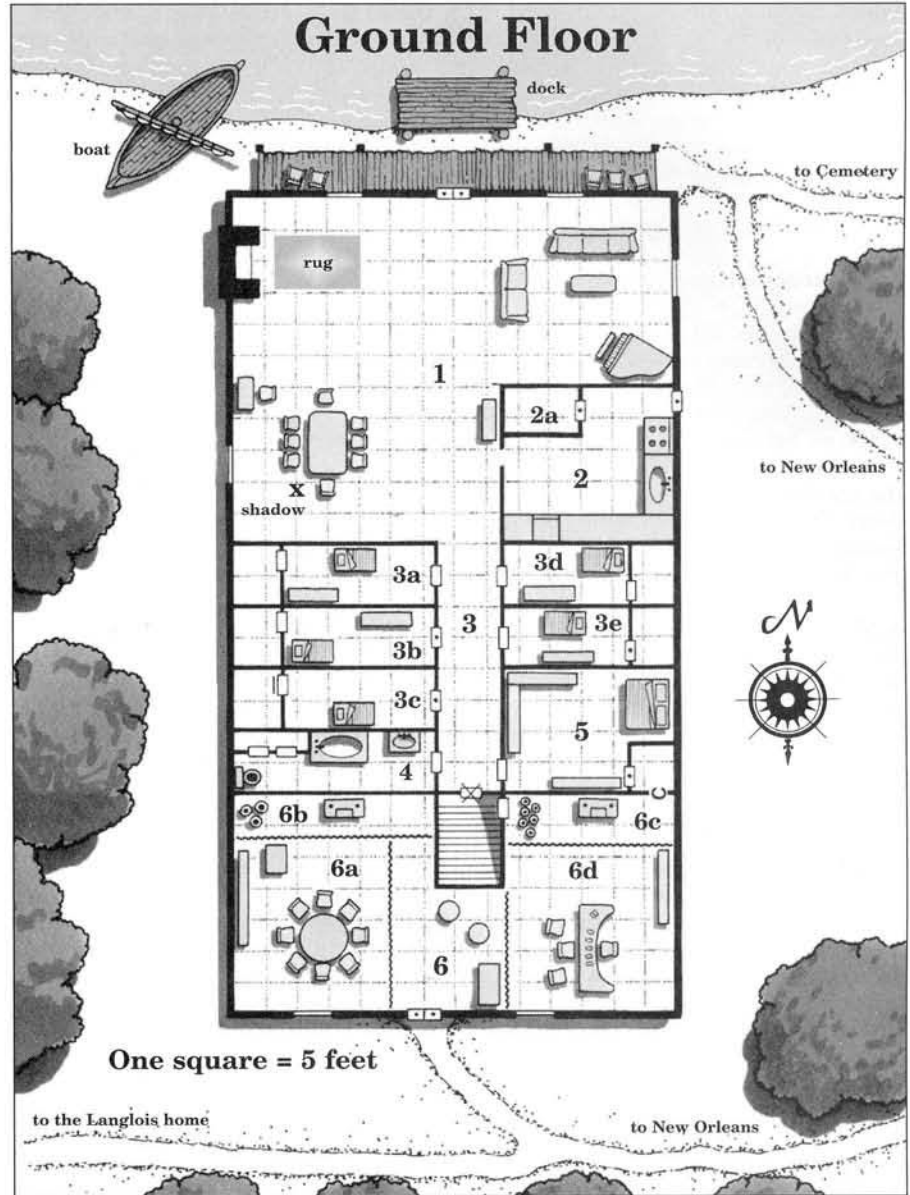 Ground Floor
dock
boat
to Cemetery
rug
1
2a
to New Orleans
2
x
shadow
3a
3d
3
3e
3b
N
3c
5
4
C
6b
6c
6a
6d
6
One square = 5 feet
to the Langlois home
to New Orleans